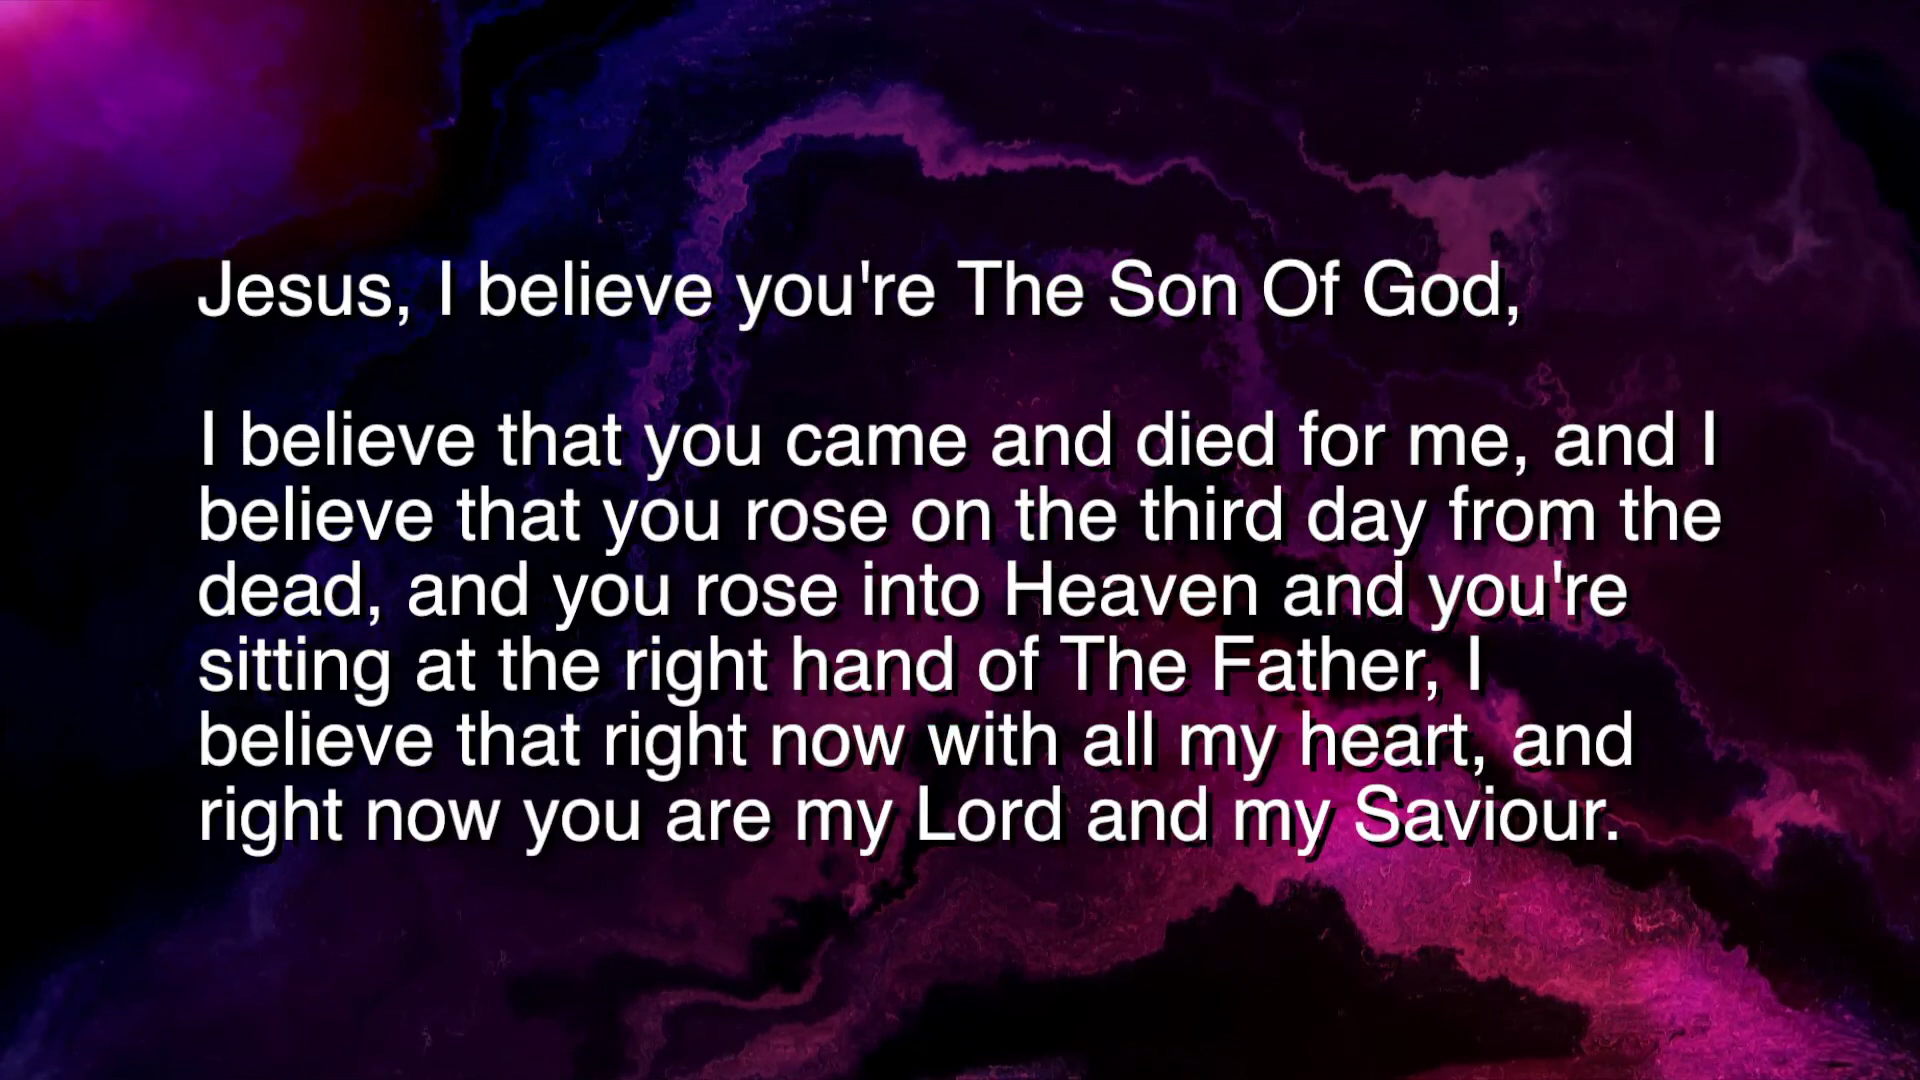 Jesus, I believe you're The Son Of God,
I believe that you came and died for me, and I
believe that you rose on the third day from the
dead, and you rose into Heaven and you're
sitting at the right hand of The Father, I
believe that right now with all my heart, and
right now you are my Lord and my Saviour.